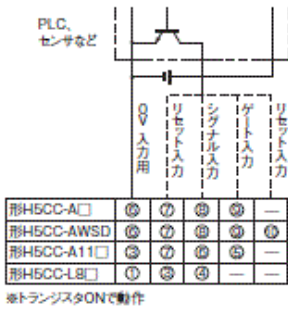 PLC、
センサなど
0V 入力用
リセット入力
シグナル入力
ゲート入力
リセット入力
形H5CC-A□ ⑥ ⑦ ⑧ ⑨ —
形H5CC-AWSD ⑥ ⑦ ⑧ ⑨ ⑩
形H5CC-A11□ ③ ⑦ ⑥ ⑤ —
形H5CC-L8□ ① ③ ④ — —
※トランジスタONで動作